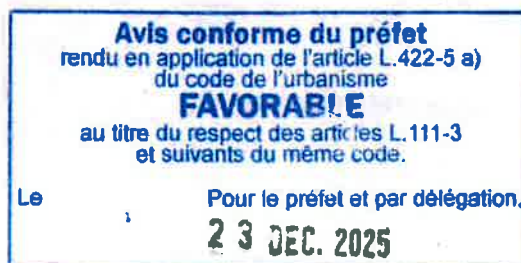 Avis conforme du préfet
rendu en application de l'article L.422-5 a)
du code de l'urbanisme
FAVORABLE
au titre du respect des articles L.111-3
et suivants du même code.
Le Pour le préfet et par délégation,
23 DEC. 2025